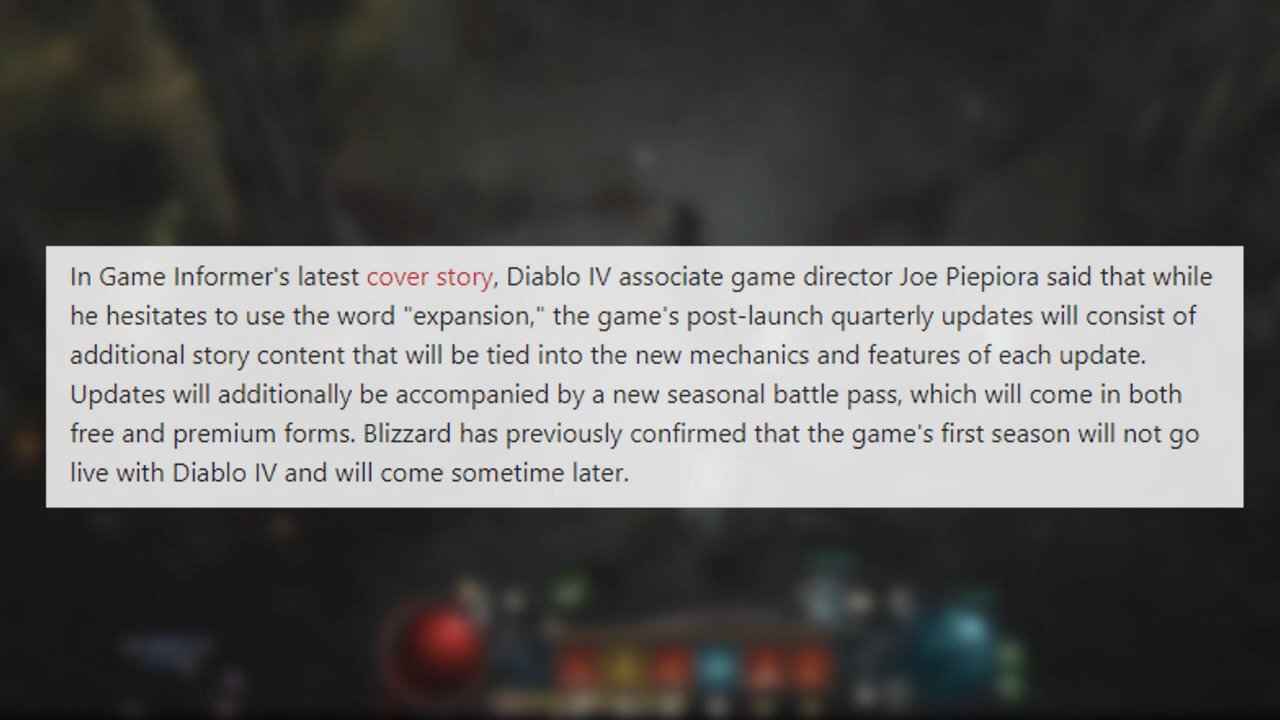 In Game Informer's latest cover story, Diablo IV associate game director Joe Piepiora said that while
he hesitates to use the word "expansion," the game's post-launch quarterly updates will consist of
additional story content that will be tied into the new mechanics and features of each update.
Updates will additionally be accompanied by a new seasonal battle pass, which will come in both
free and premium forms. Blizzard has previously confirmed that the game's first season will not go
live with Diablo IV and will come sometime later.